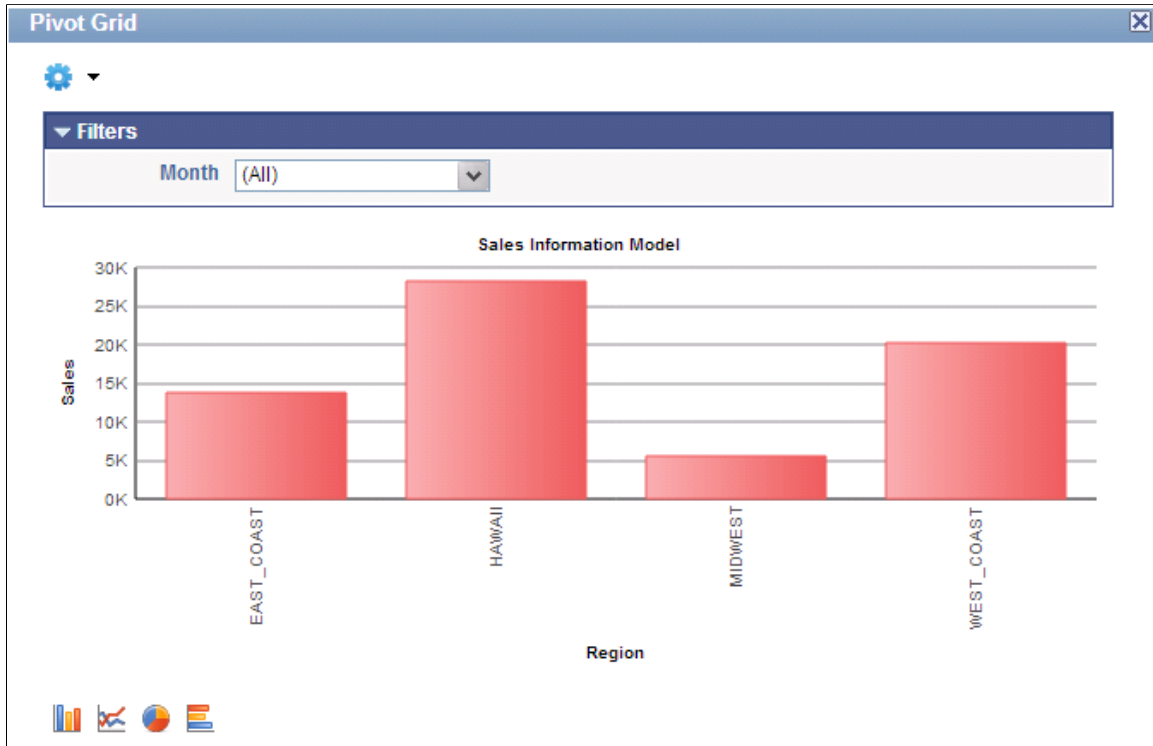 Pivot Grid
Filters
Month (All)
Sales Information Model
30K
25K
20K
15K
10K
5K
0K
Sales
EAST_COAST
HAWAII
MIDWEST
WEST_COAST
Region